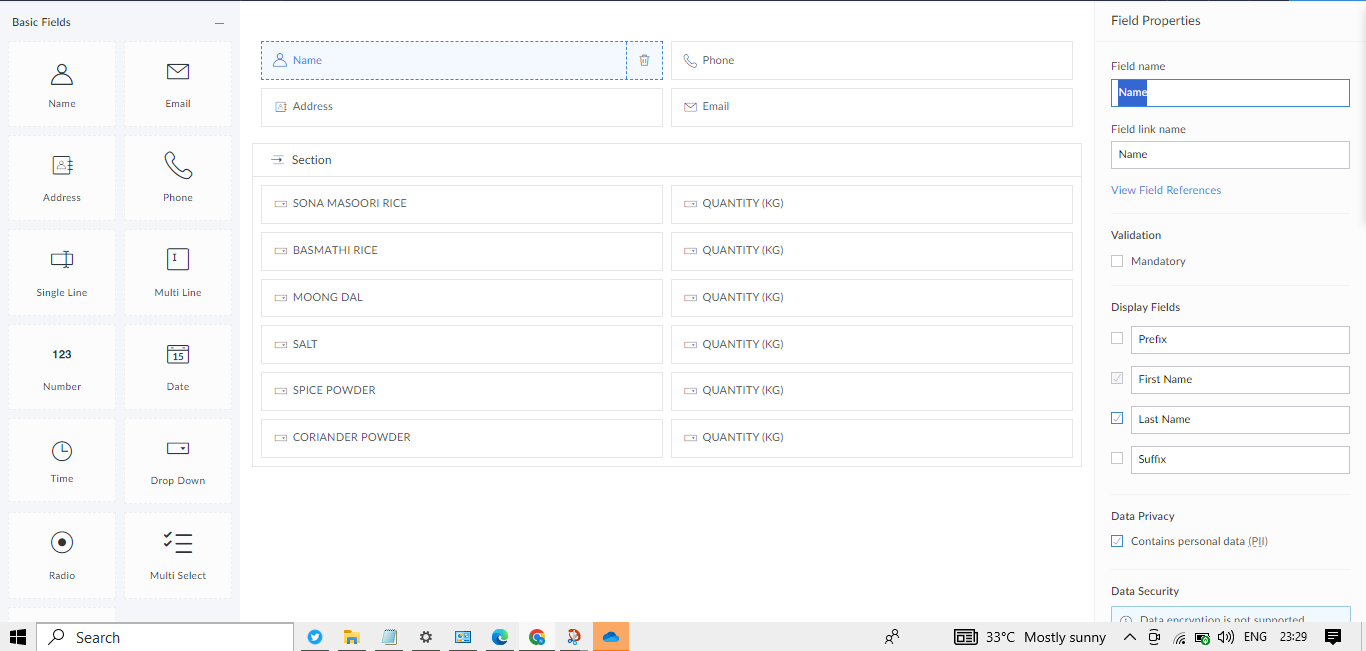 Basic Fields
Name
Email
Address
Phone
Single Line
Multi Line
123
Number
15
Date
Time
Drop Down
Radio
Multi Select
Name
Phone
Address
Email
Section
SONA MASOORI RICE
QUANTITY (KG)
BASMATHI RICE
QUANTITY (KG)
MOONG DAL
QUANTITY (KG)
SALT
QUANTITY (KG)
SPICE POWDER
QUANTITY (KG)
CORIANDER POWDER
QUANTITY (KG)
Field Properties
Field name
Name
Field link name
Name
View Field References
Validation
Mandatory
Display Fields
Prefix
First Name
Last Name
Suffix
Data Privacy
Contains personal data (PII)
Data Security
Data encryption is not supported
Search
33°C Mostly sunny
ENG
23:29